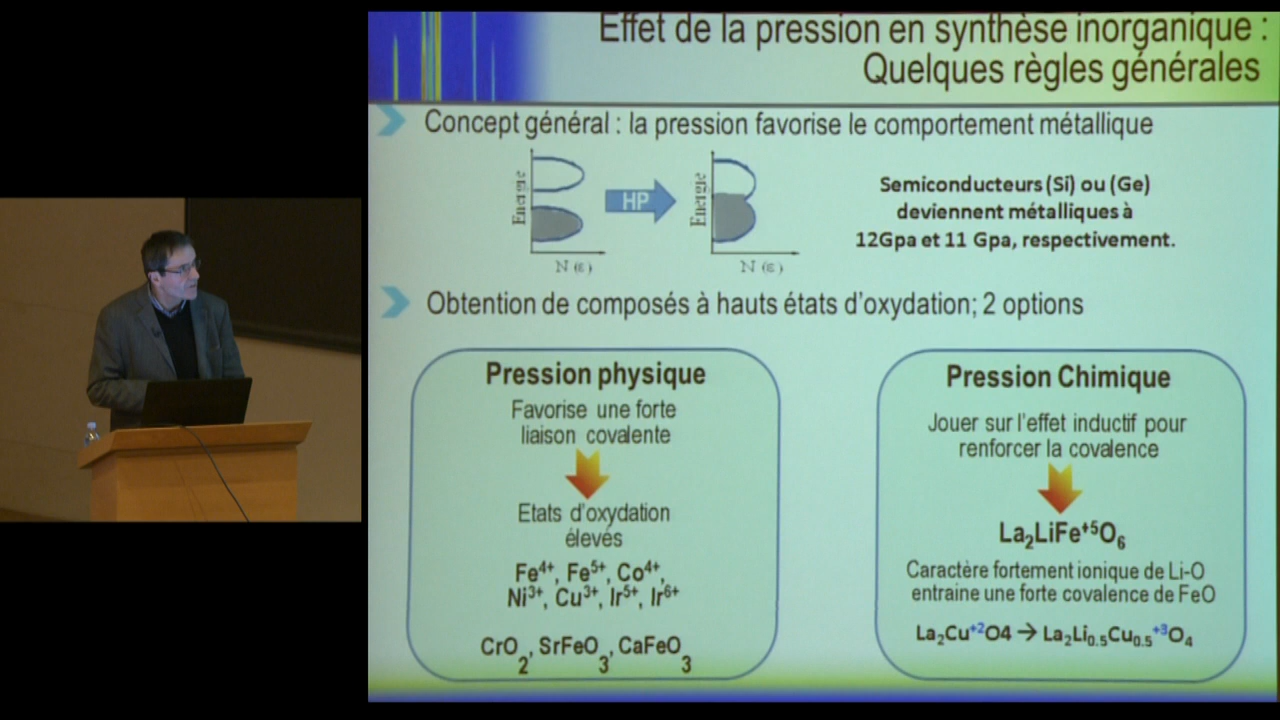 Effet de la pression en synthèse inorganique :
Quelques règles générales
Concept général : la pression favorise le comportement métallique
Energie
N (ε)
HP
Energie
N (ε)
Semiconducteurs (Si) ou (Ge)
deviennent métalliques à
12Gpa et 11 Gpa, respectivement.
Obtention de composés à hauts états d'oxydation; 2 options
Pression physique
Favorise une forte
liaison covalente
Etats d'oxydation
élevés
Fe⁴⁺, Fe⁵⁺, Co⁴⁺,
Ni³⁺, Cu³⁺, Ir⁵⁺, Ir⁶⁺
CrO₂, SrFeO₃, CaFeO₃
Pression Chimique
Jouer sur l'effet inductif pour
renforcer la covalence
La₂LiFe⁺⁵O₆
Caractère fortement ionique de Li-O
entraine une forte covalence de FeO
La₂Cu⁺²O4 → La₂Li₀.₅Cu₀.₅⁺³O₄